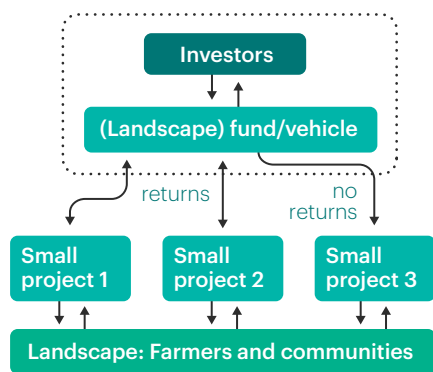 Investors
(Landscape) fund/vehicle
returns
no
returns
Small
project 1
Small
project 2
Small
project 3
Landscape: Farmers and communities